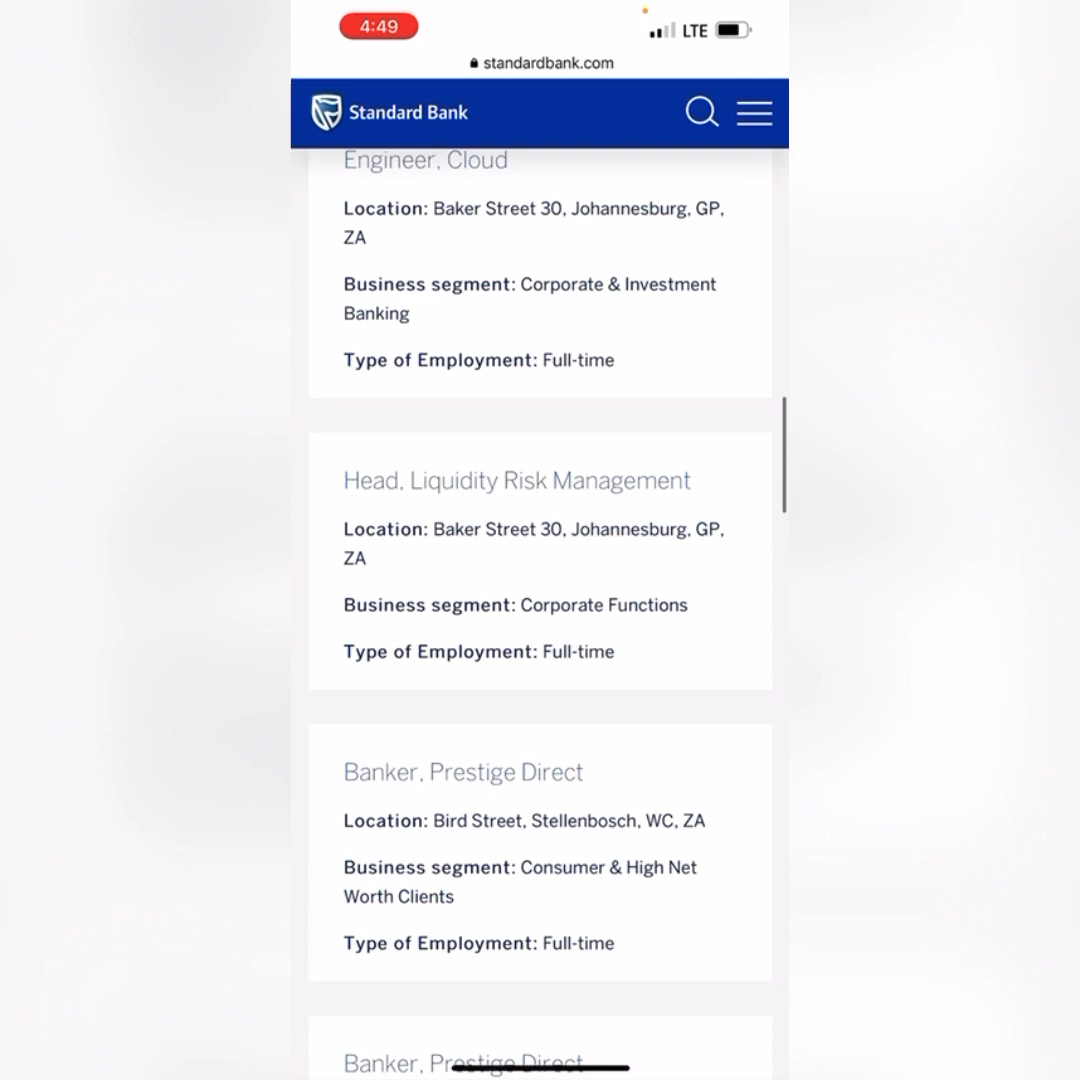 4:49
LTE
standardbank.com
Standard Bank
Engineer, Cloud
Location: Baker Street 30, Johannesburg, GP,
ZA
Business segment: Corporate & Investment
Banking
Type of Employment: Full-time
Head, Liquidity Risk Management
Location: Baker Street 30, Johannesburg, GP,
ZA
Business segment: Corporate Functions
Type of Employment: Full-time
Banker, Prestige Direct
Location: Bird Street, Stellenbosch, WC, ZA
Business segment: Consumer & High Net
Worth Clients
Type of Employment: Full-time
Banker, Prestige Direct